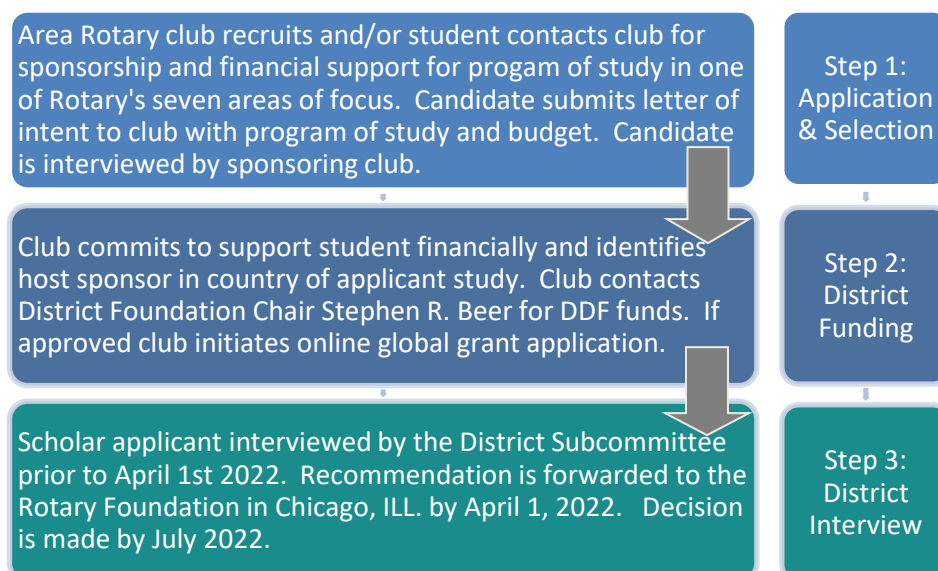 Area Rotary club recruits and/or student contacts club for
sponsorship and financial support for progam of study in one
of Rotary's seven areas of focus.  Candidate submits letter of
intent to club with program of study and budget.  Candidate
is interviewed by sponsoring club.
Step 1:
Application
& Selection
Club commits to support student financially and identifies
host sponsor in country of applicant study.  Club contacts
District Foundation Chair Stephen R. Beer for DDF funds.  If
approved club initiates online global grant application.
Step 2:
District
Funding
Scholar applicant interviewed by the District Subcommittee
prior to April 1st 2022.  Recommendation is forwarded to the
Rotary Foundation in Chicago, ILL. by April 1, 2022.   Decision
is made by July 2022.
Step 3:
District
Interview